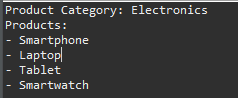 Product Category: Electronics
Products:
- Smartphone
- Laptop
- Tablet
- Smartwatch